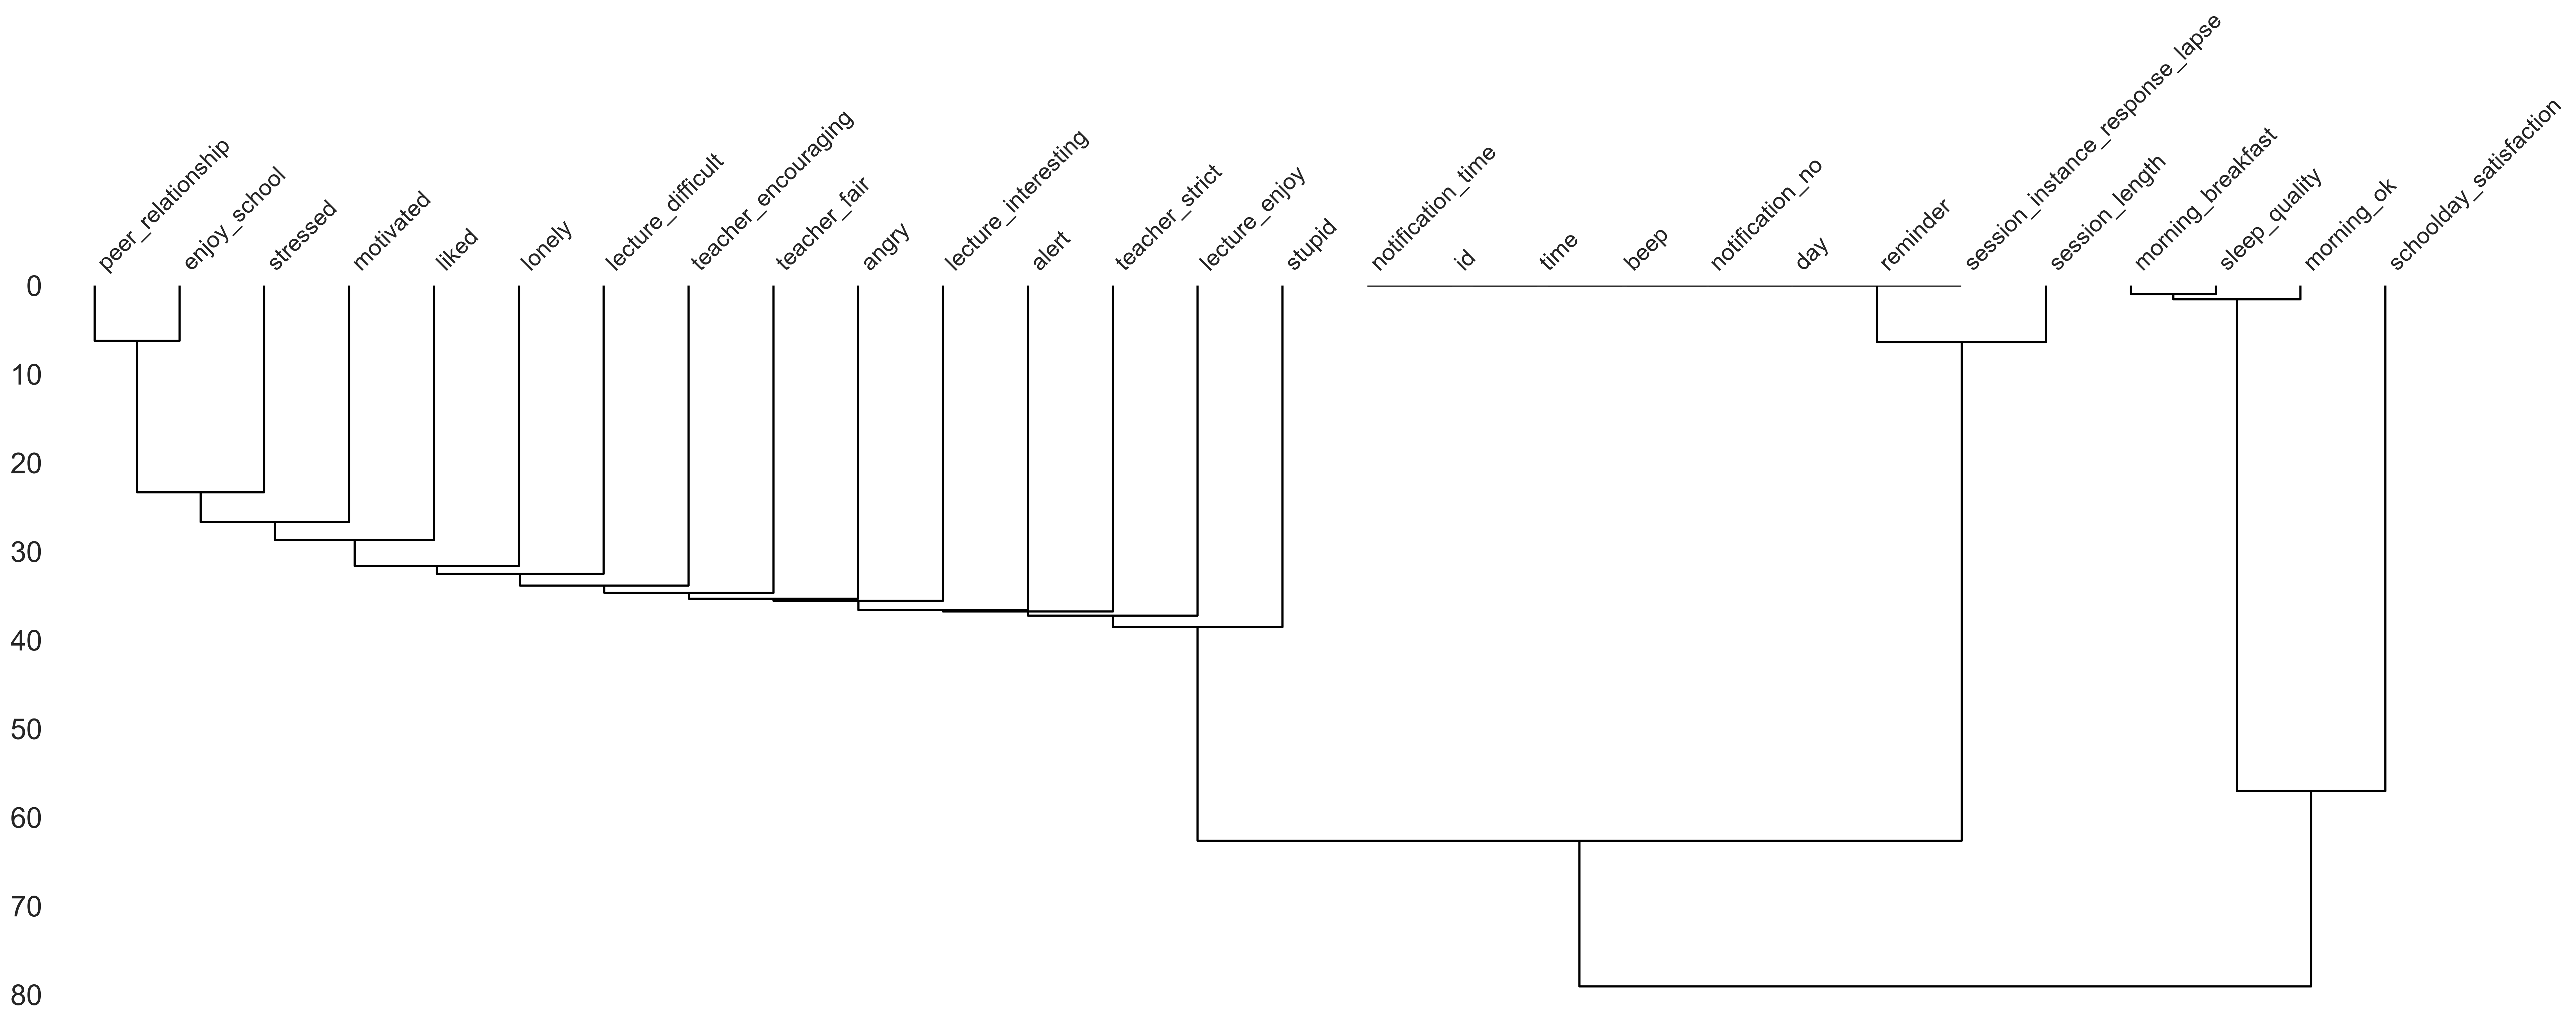 peer_relationship
enjoy_school
stressed
motivated
liked
lonely
lecture_difficult
teacher_encouraging
teacher_fair
angry
lecture_interesting
alert
teacher_strict
lecture_enjoy
stupid
notification_time
id
time
beep
notification_no
day
reminder
session_instance_response_lapse
session_length
morning_breakfast
sleep_quality
morning_ok
schoolday_satisfaction
0
10
20
30
40
50
60
70
80